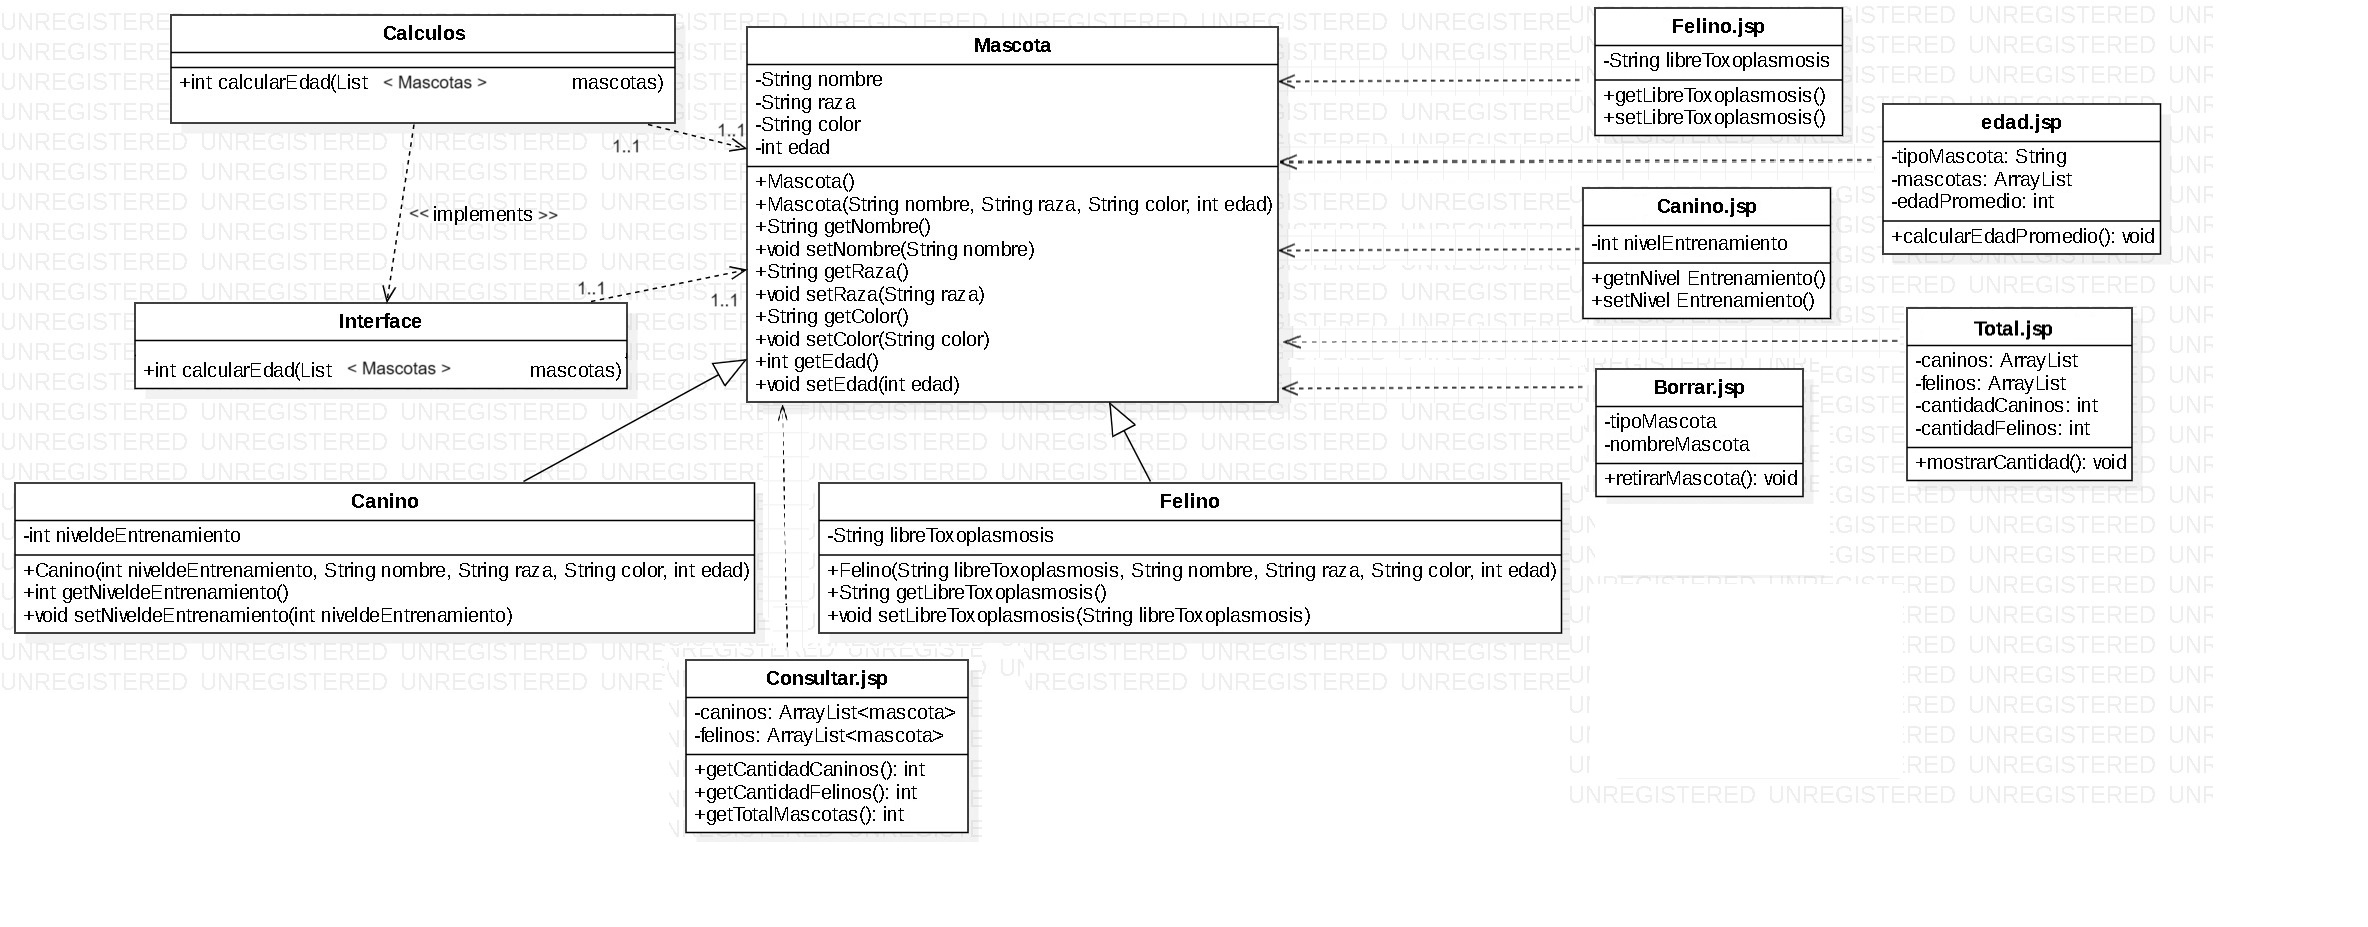 Calculos
+int calcularEdad(List < Mascotas > mascotas)
1..1
1..1
<< implements >>
Interface
+int calcularEdad(List < Mascotas > mascotas)
1..1
1..1
Mascota
-String nombre
-String raza
-String color
-int edad
+Mascota()
+Mascota(String nombre, String raza, String color, int edad)
+String getNombre()
+void setNombre(String nombre)
+String getRaza()
+void setRaza(String raza)
+String getColor()
+void setColor(String color)
+int getEdad()
+void setEdad(int edad)
Felino.jsp
-String libreToxoplasmosis
+getLibreToxoplasmosis()
+setLibreToxoplasmosis()
edad.jsp
-tipoMascota: String
-mascotas: ArrayList
-edadPromedio: int
+calcularEdadPromedio(): void
Canino.jsp
-int nivelEntrenamiento
+getnNivel Entrenamiento()
+setNivel Entrenamiento()
Total.jsp
-caninos: ArrayList
-felinos: ArrayList
-cantidadCaninos: int
-cantidadFelinos: int
+mostrarCantidad(): void
Borrar.jsp
-tipoMascota
-nombreMascota
+retirarMascota(): void
Canino
-int niveldeEntrenamiento
+Canino(int niveldeEntrenamiento, String nombre, String raza, String color, int edad)
+int getNiveldeEntrenamiento()
+void setNiveldeEntrenamiento(int niveldeEntrenamiento)
Felino
-String libreToxoplasmosis
+Felino(String libreToxoplasmosis, String nombre, String raza, String color, int edad)
+String getLibreToxoplasmosis()
+void setLibreToxoplasmosis(String libreToxoplasmosis)
Consultar.jsp
-caninos: ArrayList<mascota>
-felinos: ArrayList<mascota>
+getCantidadCaninos(): int
+getCantidadFelinos(): int
+getTotalMascotas(): int
UNREGISTERED